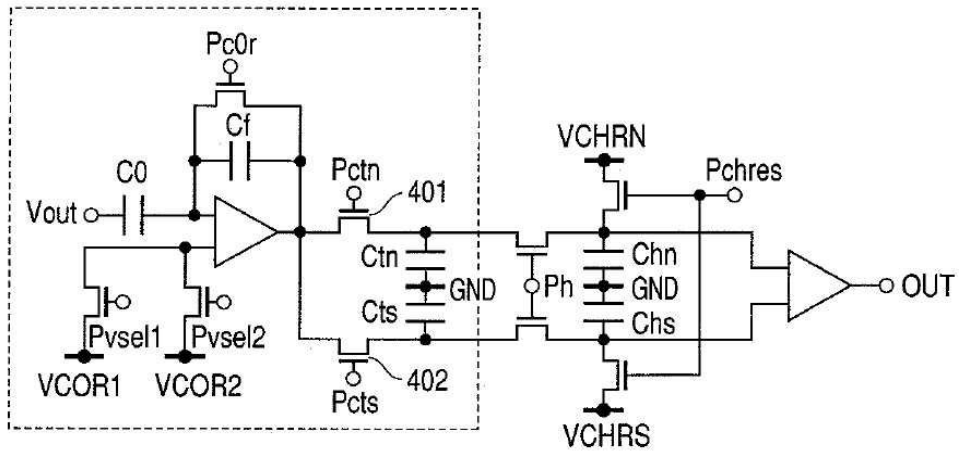 Pc0r
Cf
C0
Vout
Pctn
401
VCHRN
Pchres
Ctn
GND
Cts
Ph
Chn
GND
Chs
OUT
Pvsel1
Pvsel2
VCOR1
VCOR2
402
Pcts
VCHRS